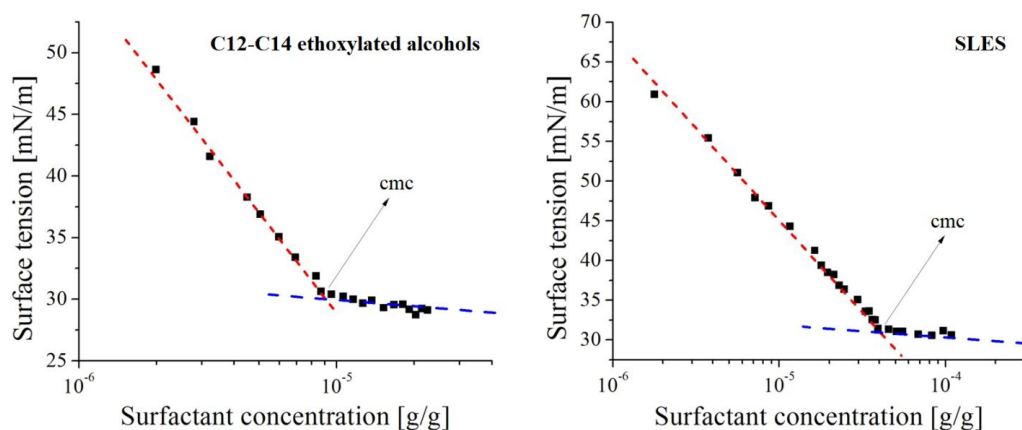 C12-C14 ethoxylated alcohols
Surface tension [mN/m]
50
45
40
35
30
25
cmc
10⁻⁶
10⁻⁵
Surfactant concentration [g/g]
SLES
Surface tension [mN/m]
70
65
60
55
50
45
40
35
30
cmc
10⁻⁶
10⁻⁵
10⁻⁴
Surfactant concentration [g/g]